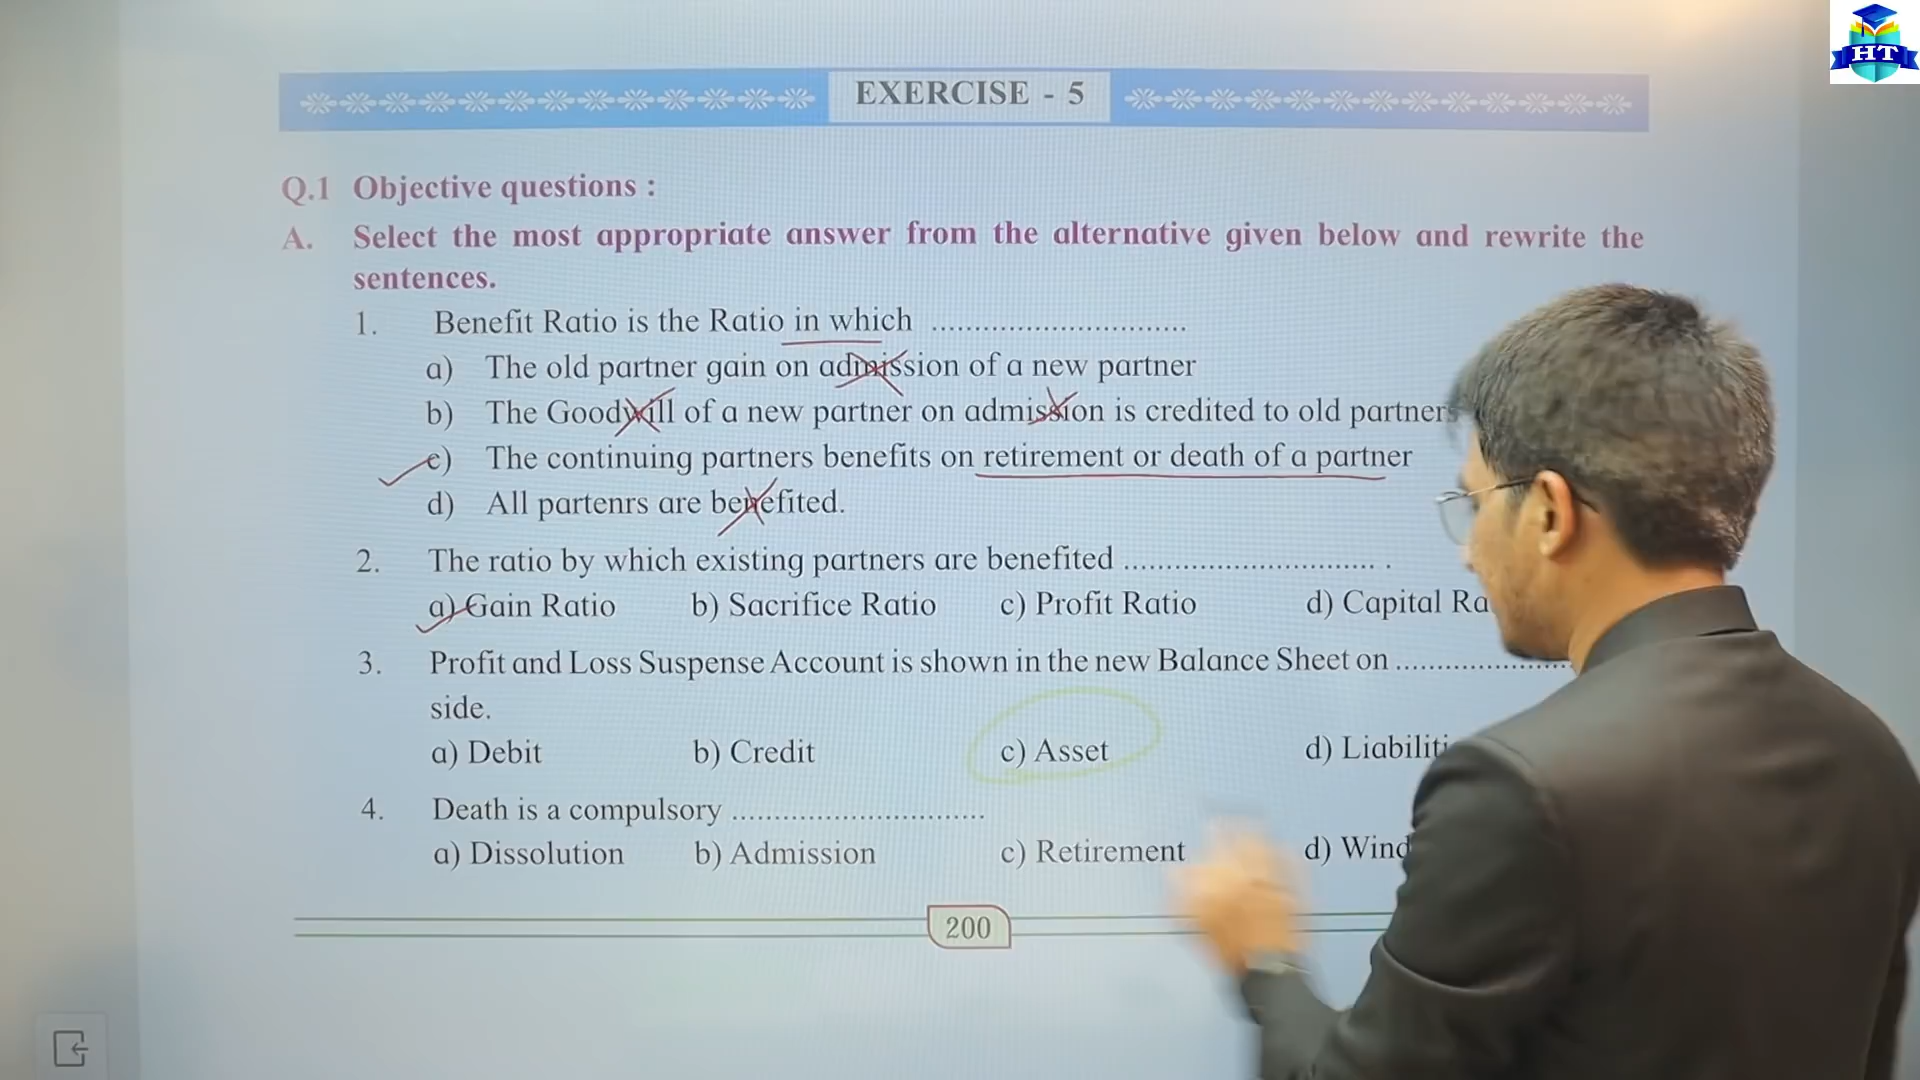 HT
EXERCISE - 5
Q.1 Objective questions :
A. Select the most appropriate answer from the alternative given below and rewrite the
sentences.
1. Benefit Ratio is the Ratio in which ..............................
a) The old partner gain on admission of a new partner
b) The Goodwill of a new partner on admission is credited to old partners
c) The continuing partners benefits on retirement or death of a partner
d) All partenrs are benefited.
2. The ratio by which existing partners are benefited .............................. .
a) Gain Ratio b) Sacrifice Ratio c) Profit Ratio d) Capital
3. Profit and Loss Suspense Account is shown in the new Balance Sheet on .....................
side.
a) Debit b) Credit c) Asset d)
4. Death is a compulsory ..............................
a) Dissolution b) Admission c) Retirement d)
200